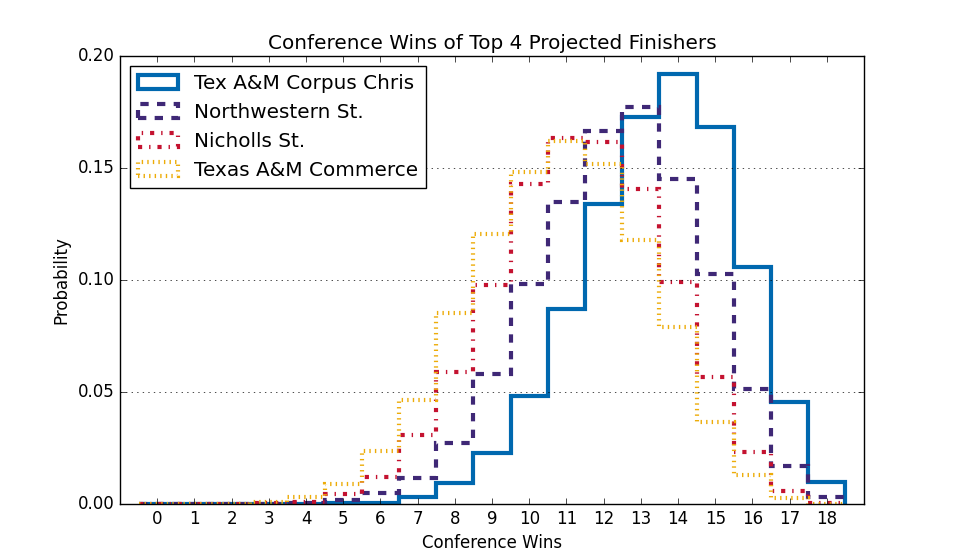 Conference Wins of Top 4 Projected Finishers
0.20
Tex A&M Corpus Chris
Northwestern St.
Nicholls St.
Texas A&M Commerce
0.15
0.10
0.05
0.00
Probability
0 1 2 3 4 5 6 7 8 9 10 11 12 13 14 15 16 17 18
Conference Wins